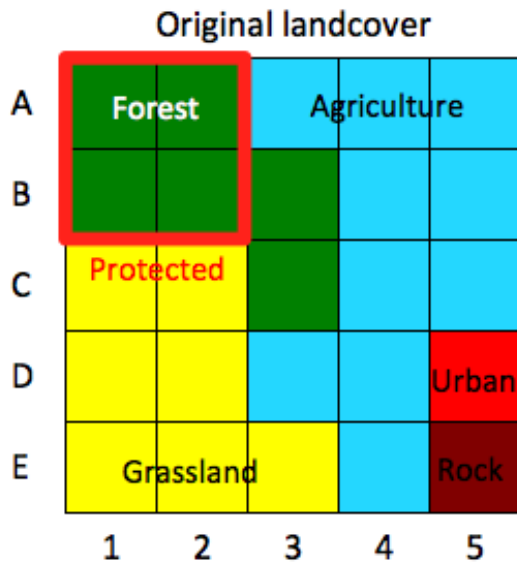 Original landcover
A Forest Agriculture
B
Protected
C
D Urban
E Grassland Rock
1 2 3 4 5